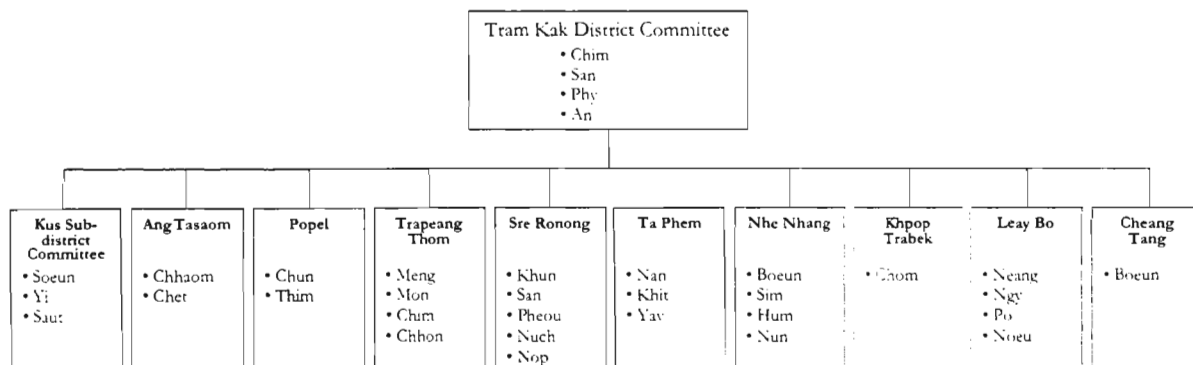 Tram Kak District Committee
• Chim
• San
• Phy
• An
Kus Sub-
district
Committee
• Soeun
• Yi
• Saut
Ang Tasaom
• Chhaom
• Chet
Popel
• Chun
• Thim
Trapeang
Thom
• Meng
• Mon
• Chim
• Chhon
Sre Ronong
• Khun
• San
• Pheou
• Nuch
• Nop
Ta Phem
• Nan
• Khit
• Yav
Nhe Nhang
• Boeun
• Sim
• Hum
• Nun
Khpop
Trabek
• Chom
Leay Bo
• Neang
• Ngy
• Po
• Noeu
Cheang
Tang
• Boeun